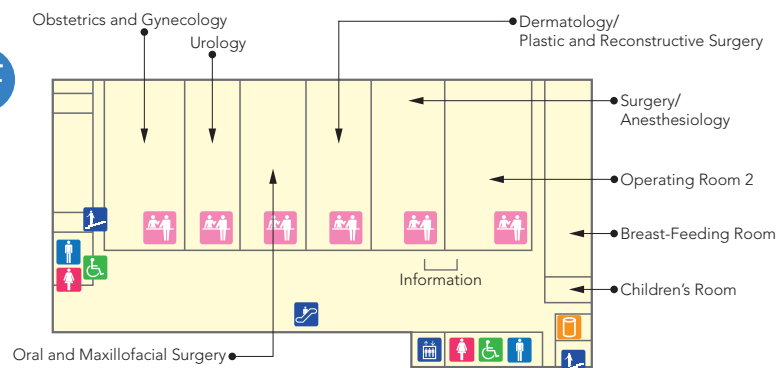 Obstetrics and Gynecology
Urology
Dermatology/
Plastic and Reconstructive Surgery
Surgery/
Anesthesiology
Operating Room 2
Breast-Feeding Room
Information
Children's Room
Oral and Maxillofacial Surgery